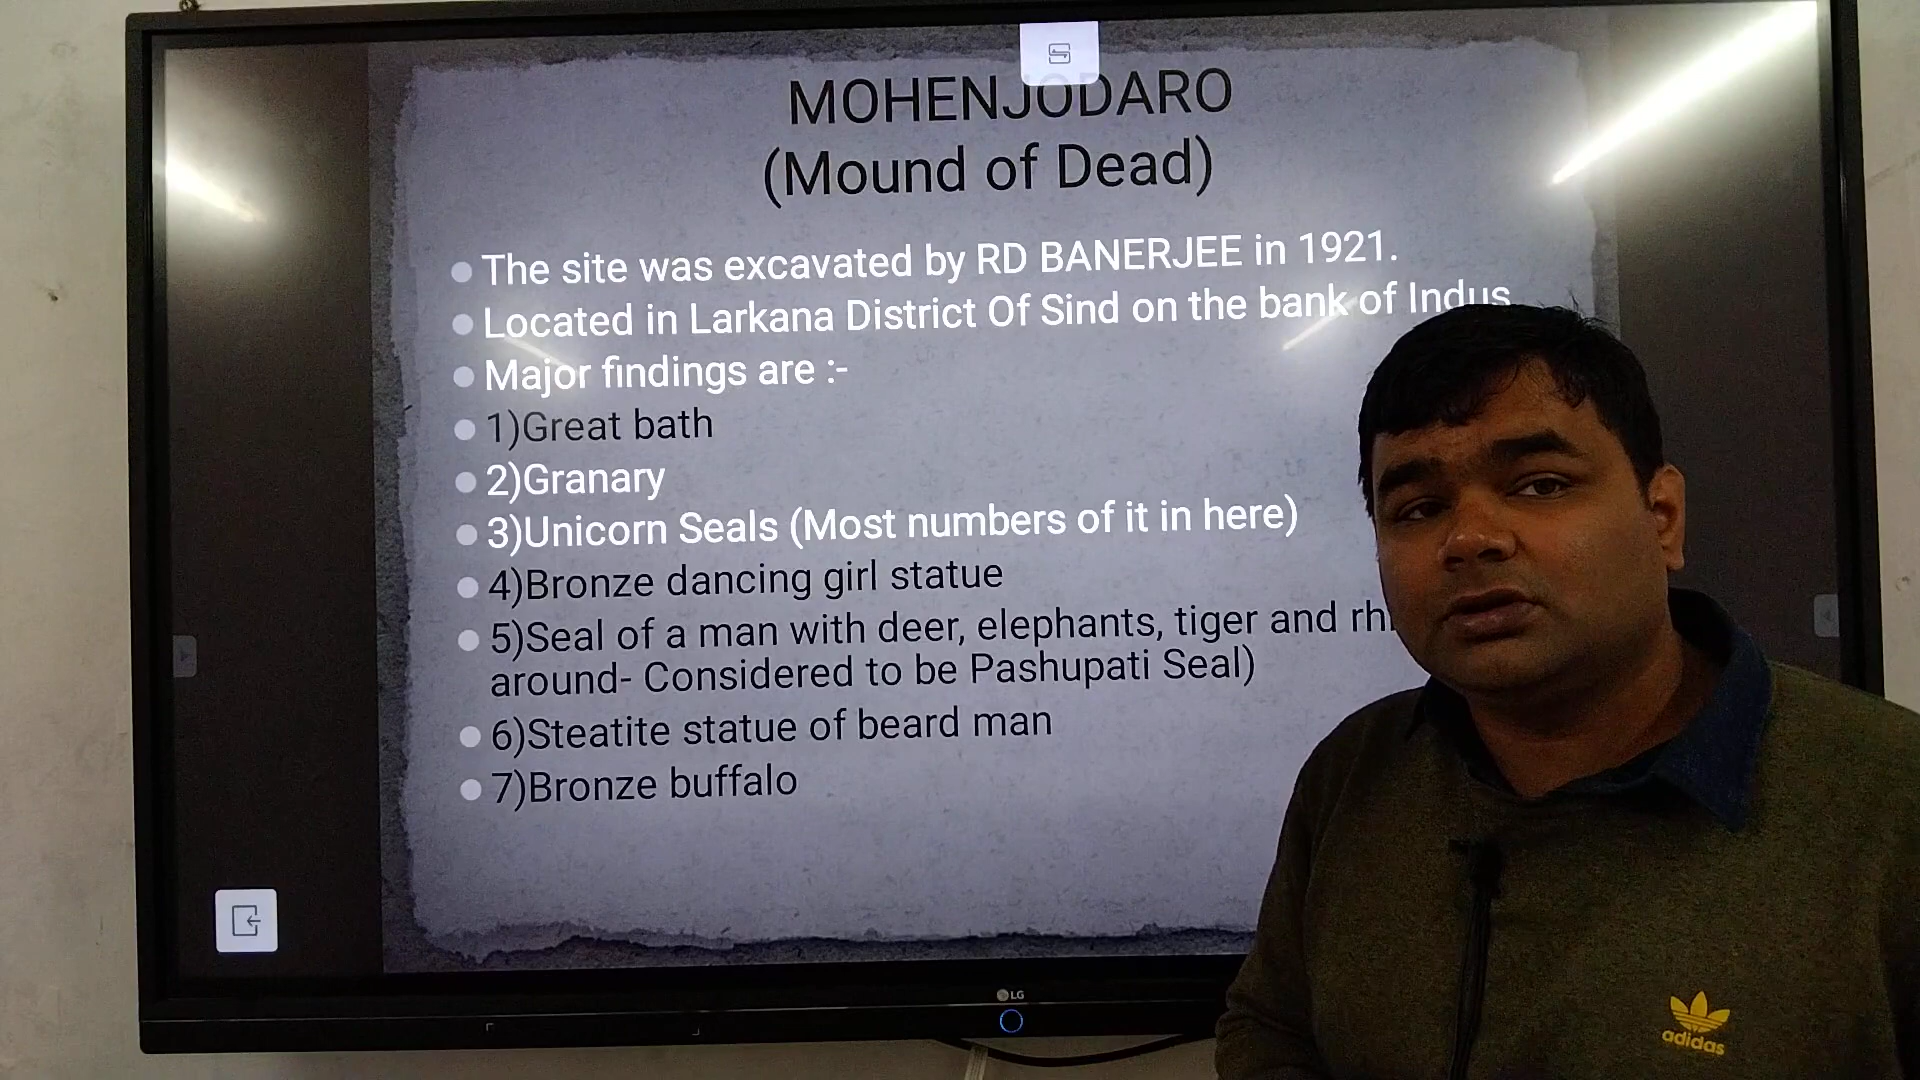 MOHENJODARO
(Mound of Dead)
The site was excavated by RD BANERJEE in 1921.
Located in Larkana District Of Sind on the bank of Indus
Major findings are :-
1)Great bath
2)Granary
3)Unicorn Seals (Most numbers of it in here)
4)Bronze dancing girl statue
5)Seal of a man with deer, elephants, tiger and
around- Considered to be Pashupati Seal)
6)Steatite statue of beard man
7)Bronze buffalo
LG
adidas